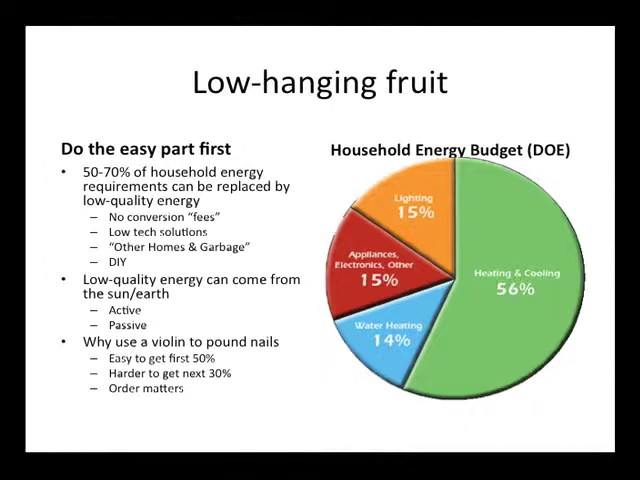 Low-hanging fruit
Do the easy part first
• 50-70% of household energy
requirements can be replaced by
low-quality energy
– No conversion “fees”
– Low tech solutions
– “Other Homes & Garbage”
– DIY
• Low-quality energy can come from
the sun/earth
– Active
– Passive
• Why use a violin to pound nails
– Easy to get first 50%
– Harder to get next 30%
– Order matters
Household Energy Budget (DOE)
Lighting
15%
Appliances,
Electronics, Other
15%
Water Heating
14%
Heating & Cooling
56%